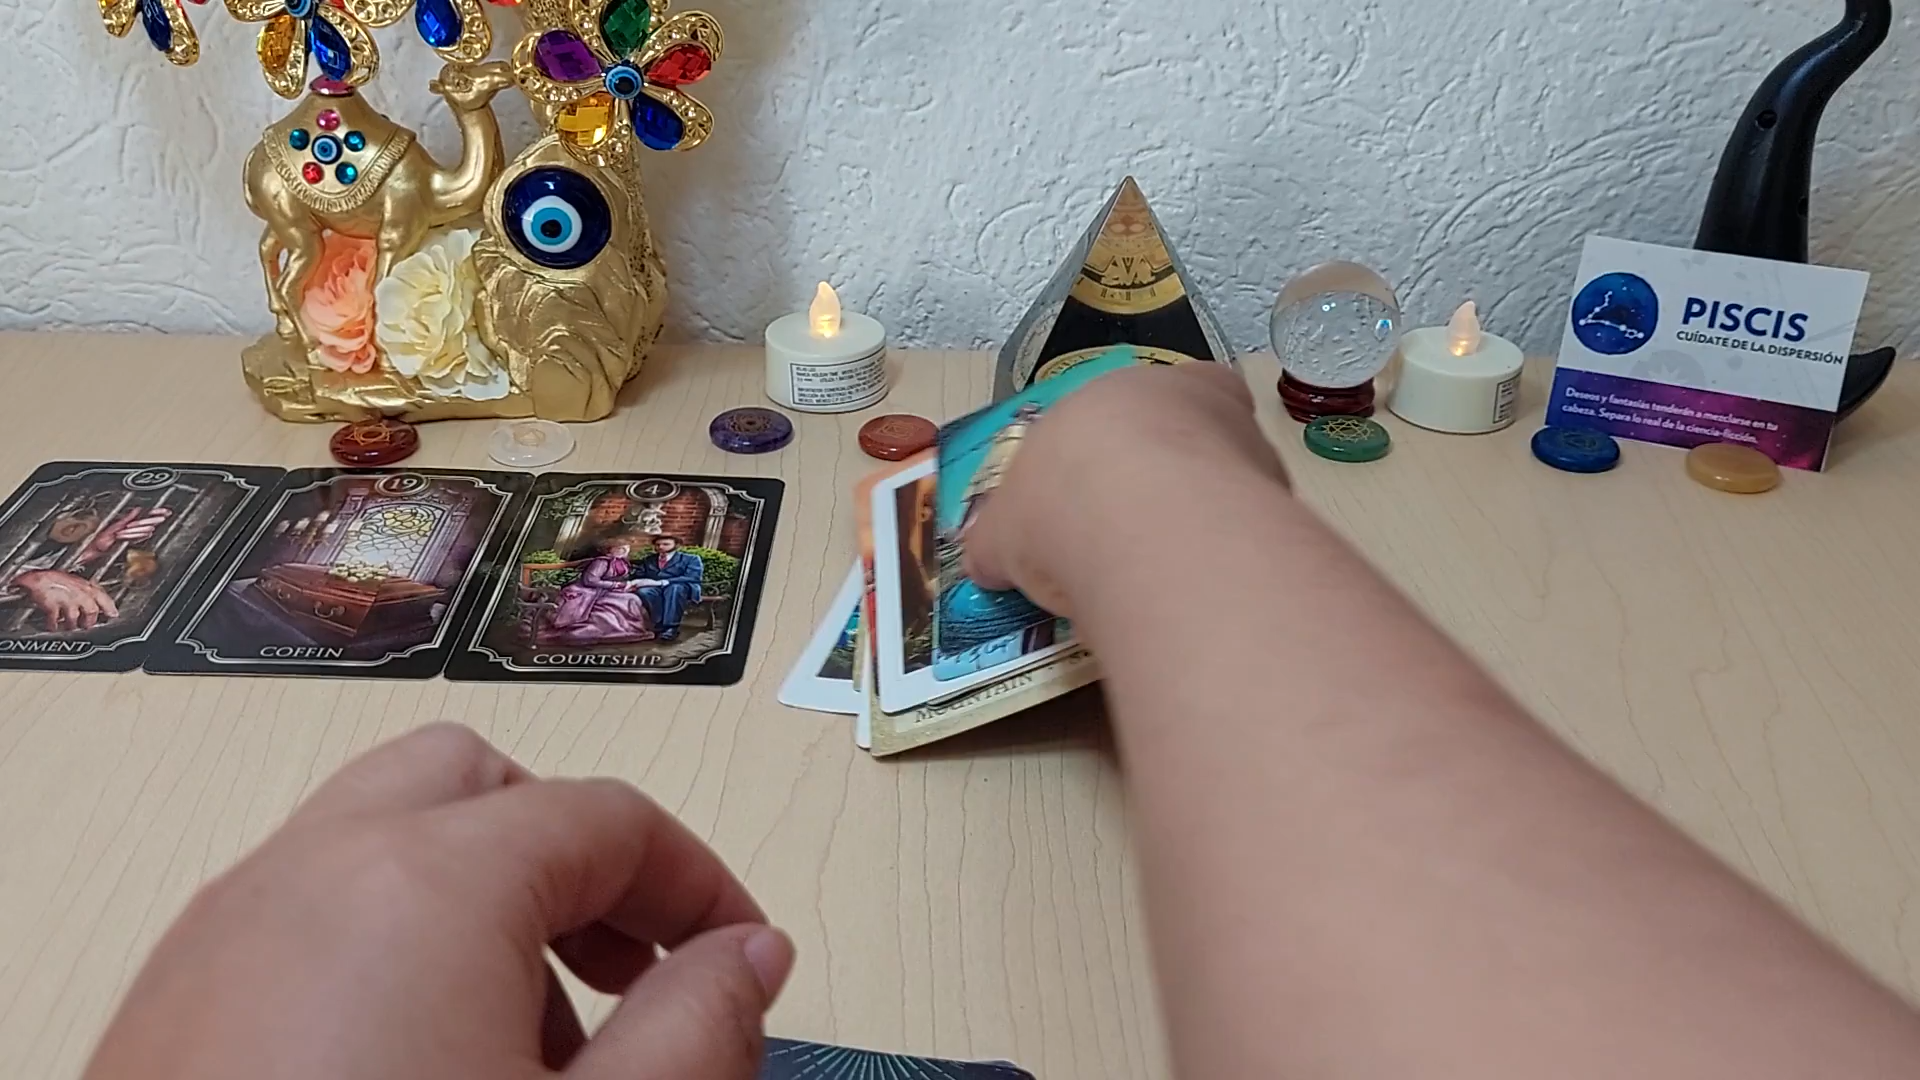 29
ONMENT
19
COFFIN
4
COURTSHIP
MOUNTAIN
PISCIS
CUÍDATE DE LA DISPERSIÓN
Deseos y fantasías tenderán a mezclarse en tu
cabeza. Separa lo real de la ciencia-ficción.